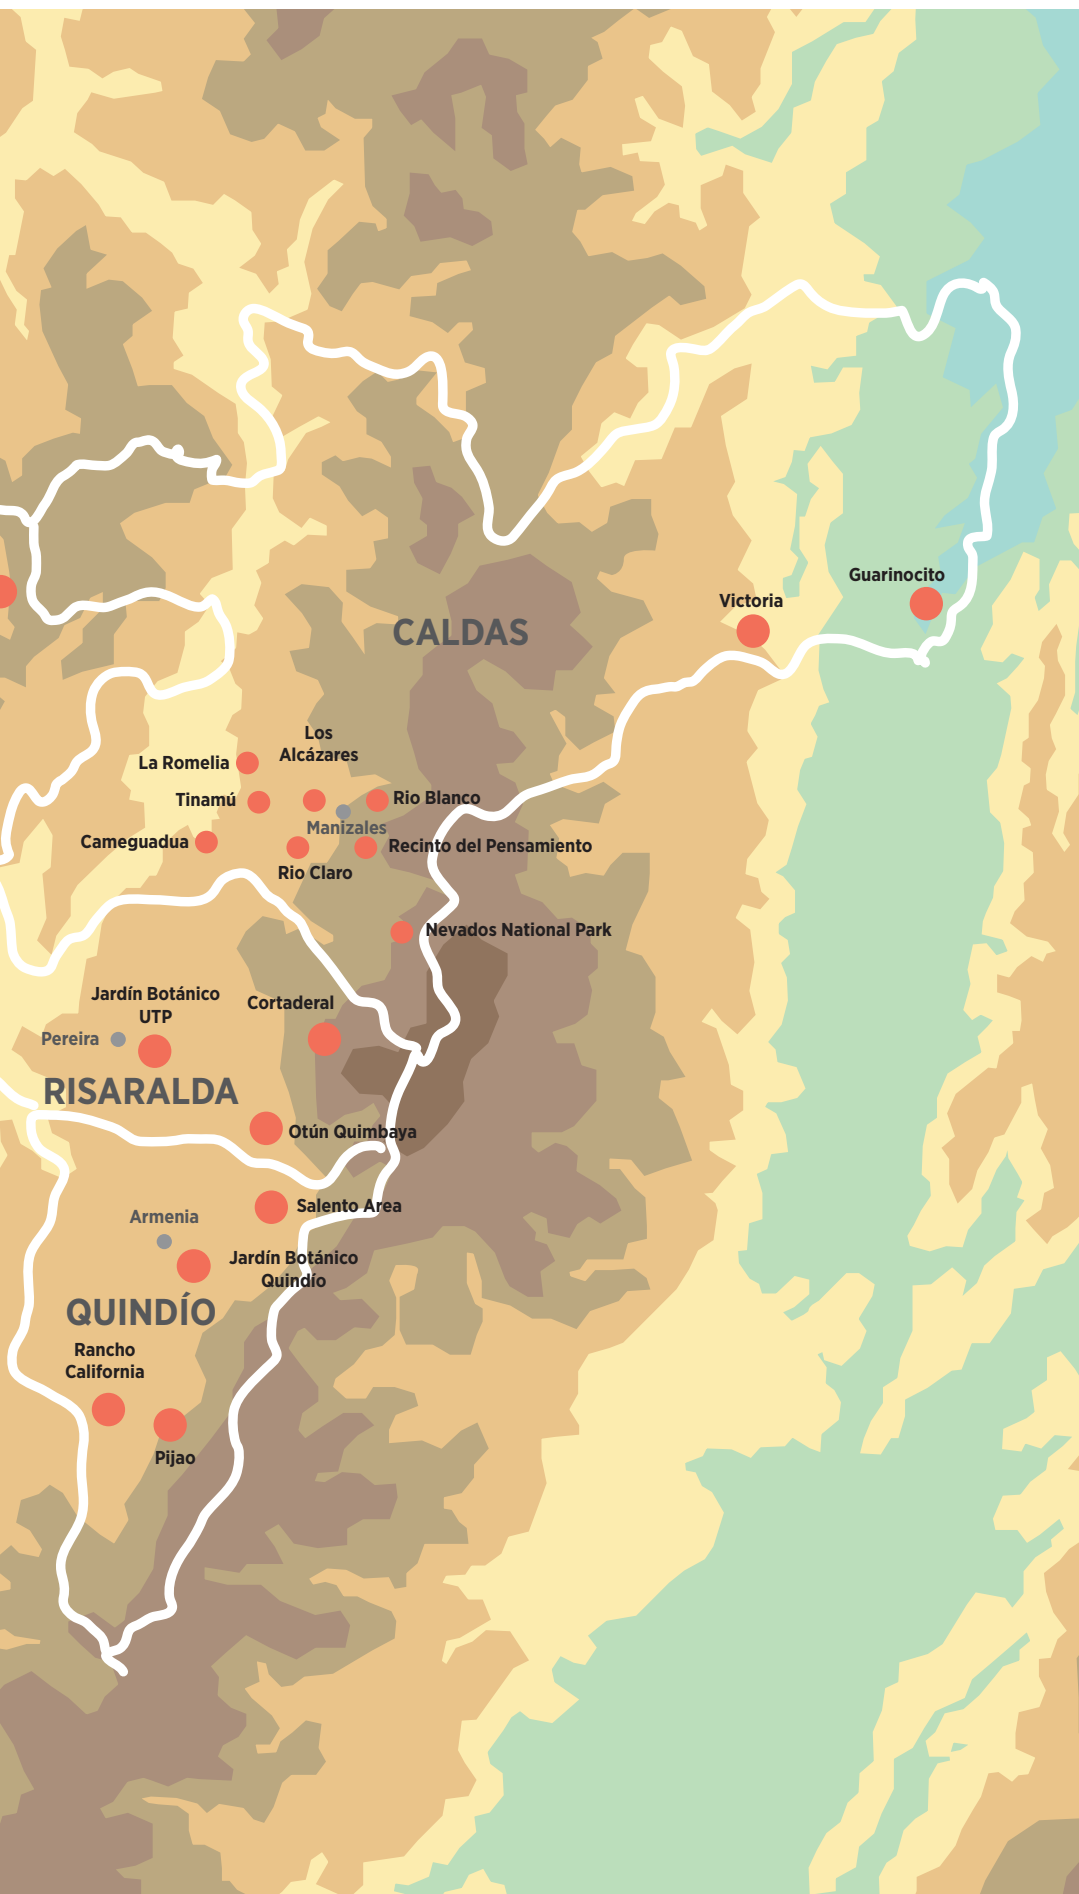 Guarinocito
Victoria
CALDAS
Los
Alcázares
La Romelia
Tinamú
Rio Blanco
Manizales
Cameguadua
Recinto del Pensamiento
Rio Claro
Nevados National Park
Jardín Botánico
UTP
Cortaderal
Pereira
RISARALDA
Otún Quimbaya
Salento Area
Armenia
Jardín Botánico
Quindío
QUINDÍO
Rancho
California
Pijao